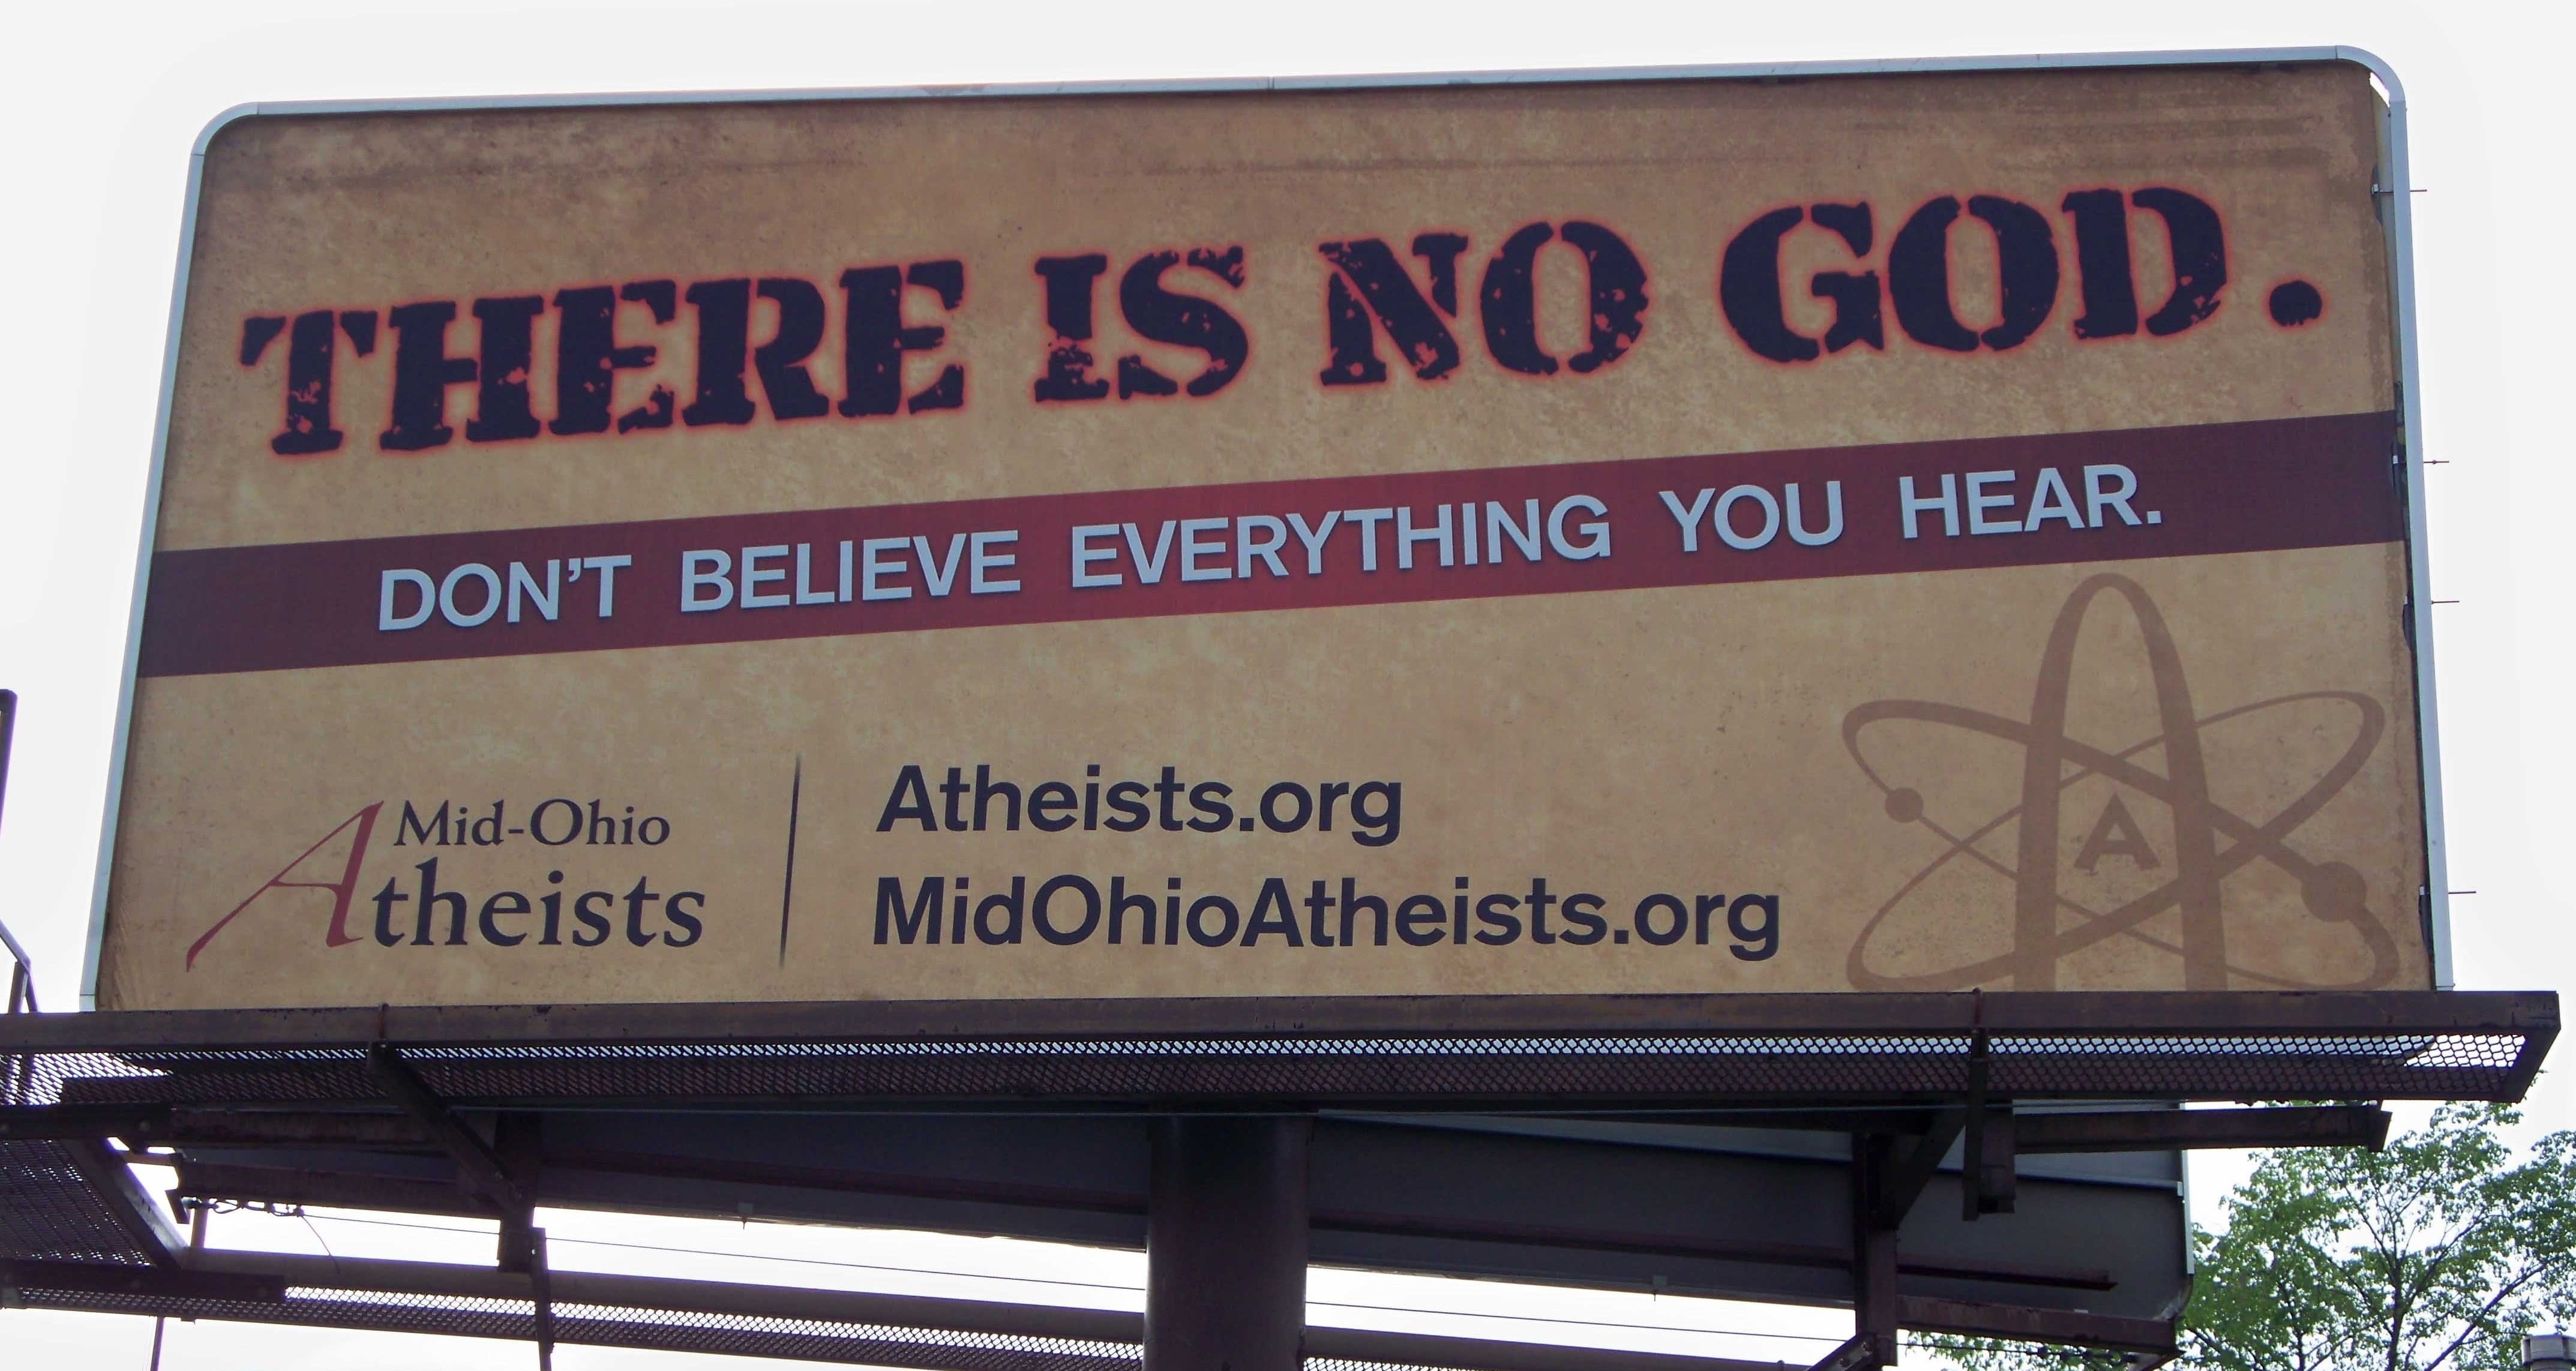 THERE IS NO GOD.
DON'T BELIEVE EVERYTHING YOU HEAR.
Mid-Ohio
Atheists
Atheists.org
MidOhioAtheists.org
A